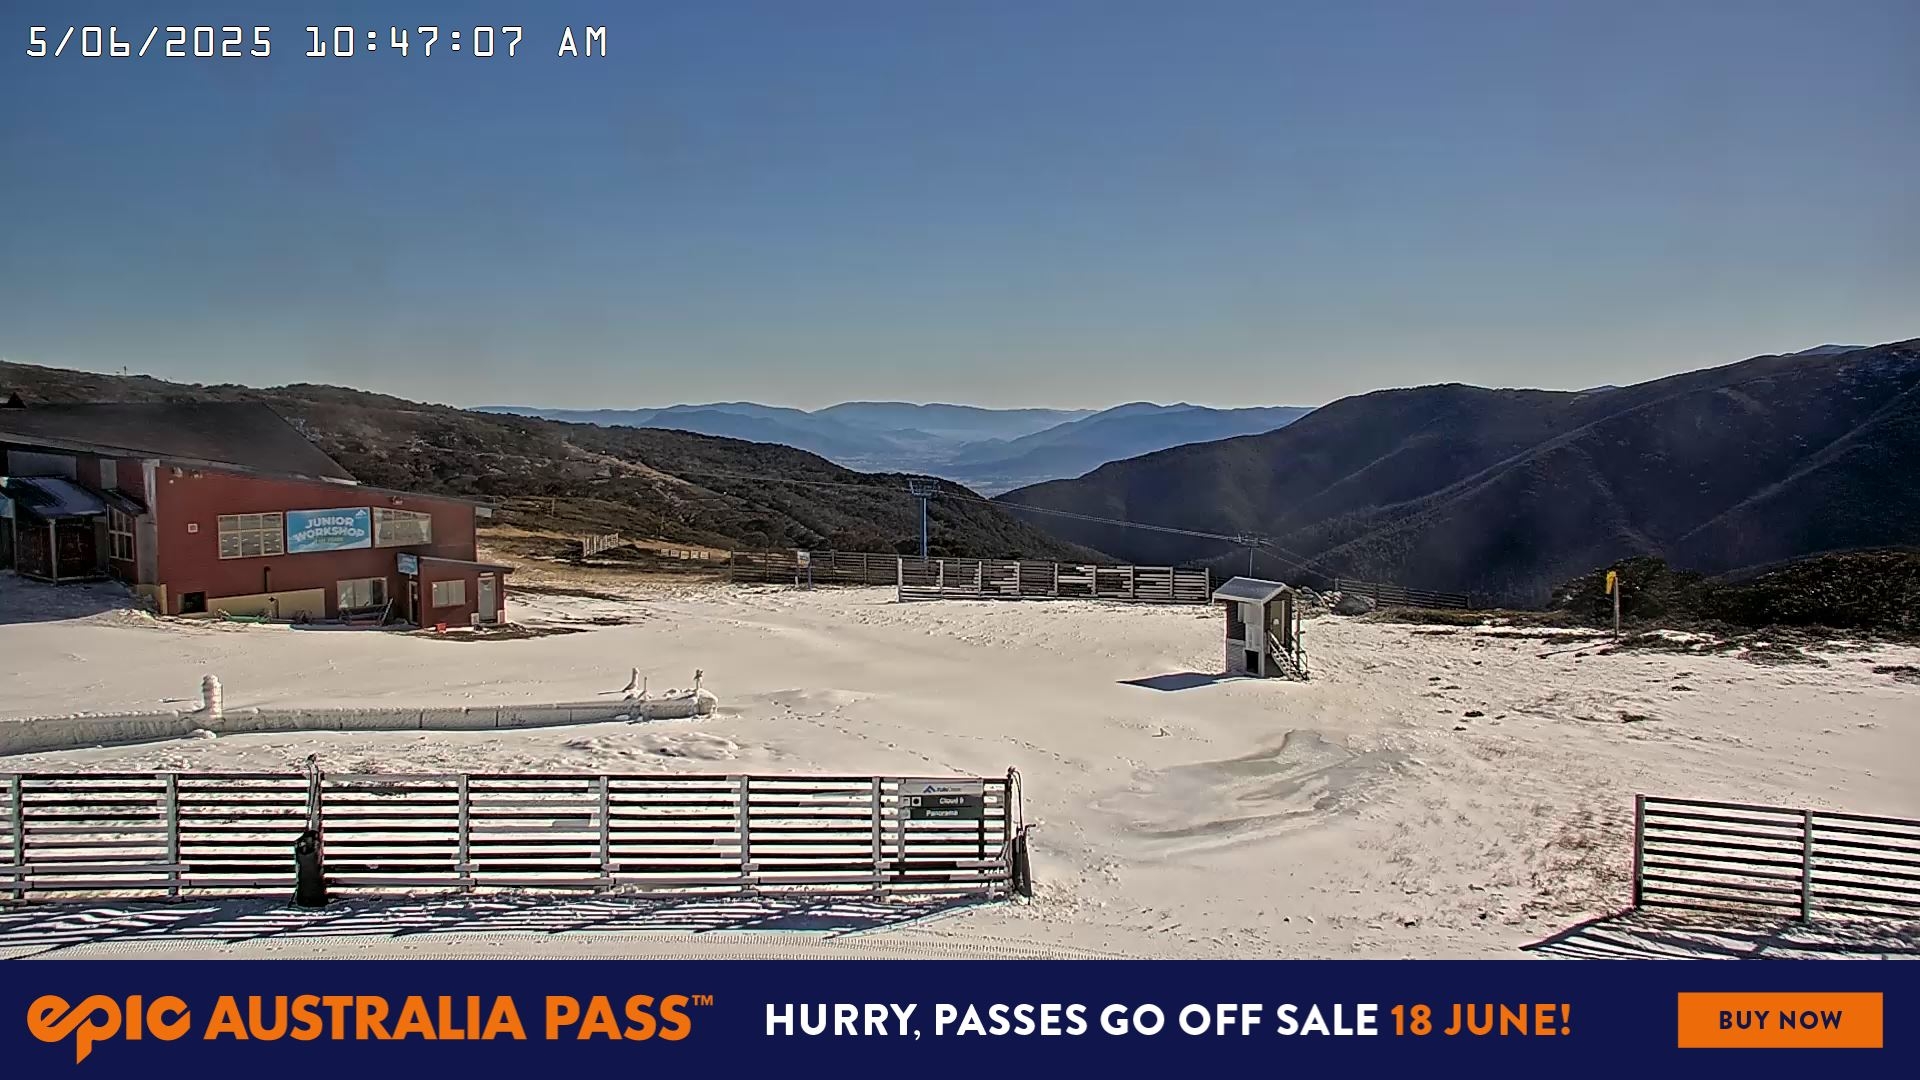 5/06/2025 10:47:07 AM
JUNIOR
WORKSHOP
Cloud 9
Panorama
epic AUSTRALIA PASS™ HURRY, PASSES GO OFF SALE 18 JUNE! BUY NOW